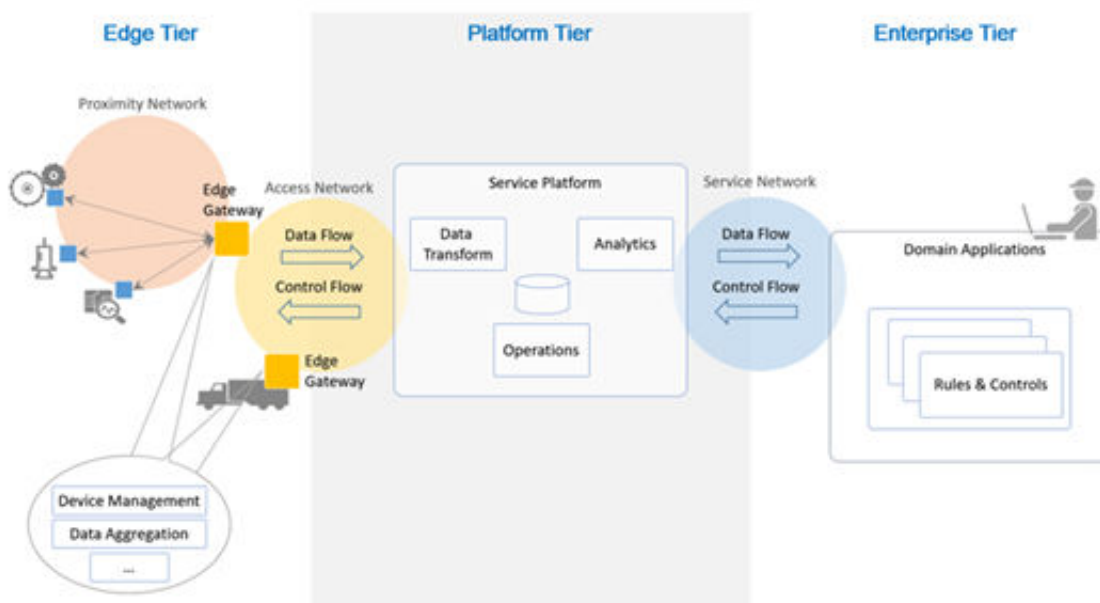 Edge Tier
Platform Tier
Enterprise Tier
Proximity Network
Edge
Gateway
Access Network
Data Flow
Control Flow
Edge
Gateway
Device Management
Data Aggregation
...
Service Platform
Data
Transform
Analytics
Operations
Service Network
Data Flow
Control Flow
Domain Applications
Rules & Controls